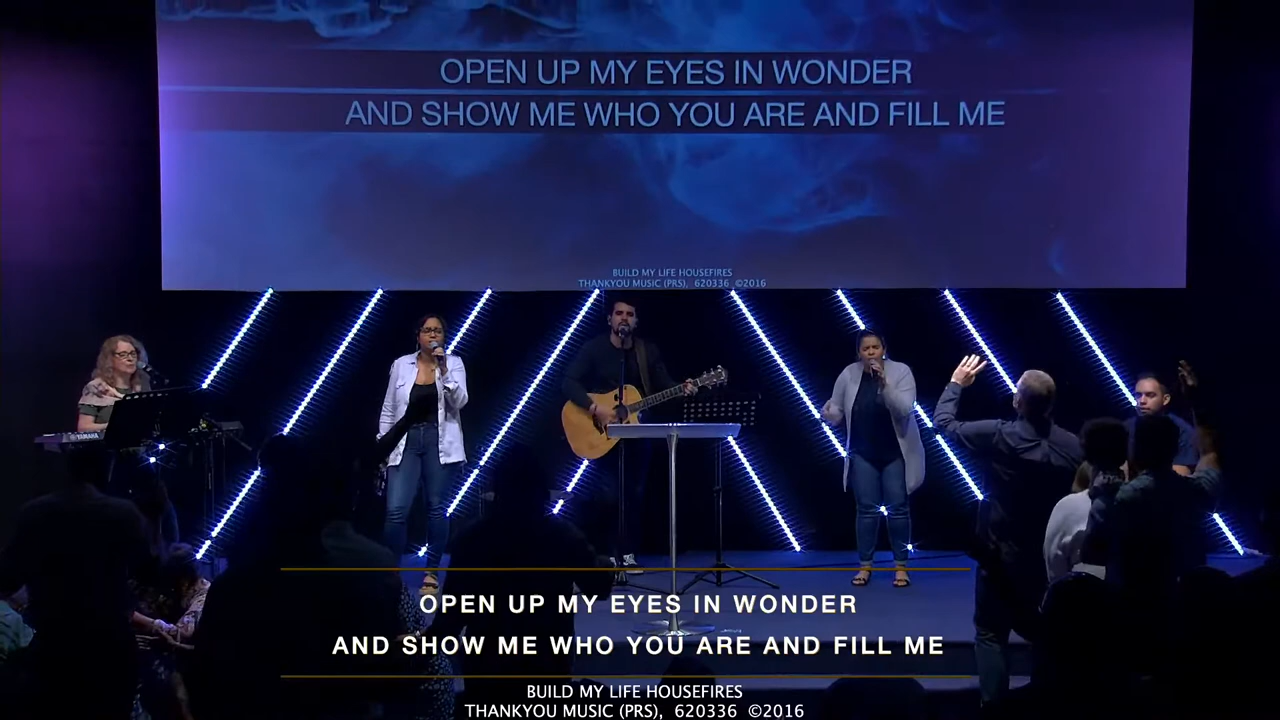 OPEN UP MY EYES IN WONDER
AND SHOW ME WHO YOU ARE AND FILL ME
BUILD MY LIFE HOUSEFIRES
THANKYOU MUSIC (PRS), 620336 ©2016
YAMAHA
OPEN UP MY EYES IN WONDER
AND SHOW ME WHO YOU ARE AND FILL ME
BUILD MY LIFE HOUSEFIRES
THANKYOU MUSIC (PRS), 620336 ©2016